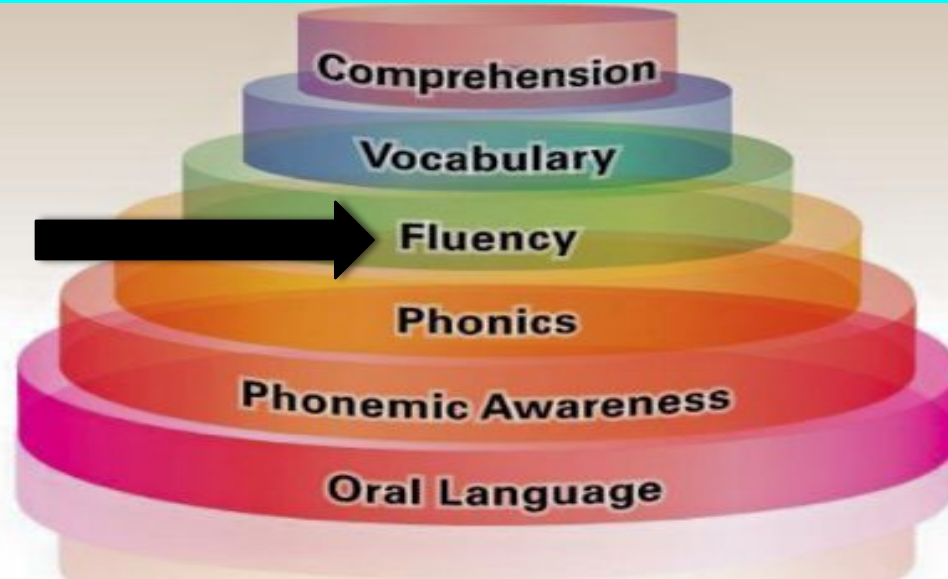 Comprehension
Vocabulary
Fluency
Phonics
Phonemic Awareness
Oral Language